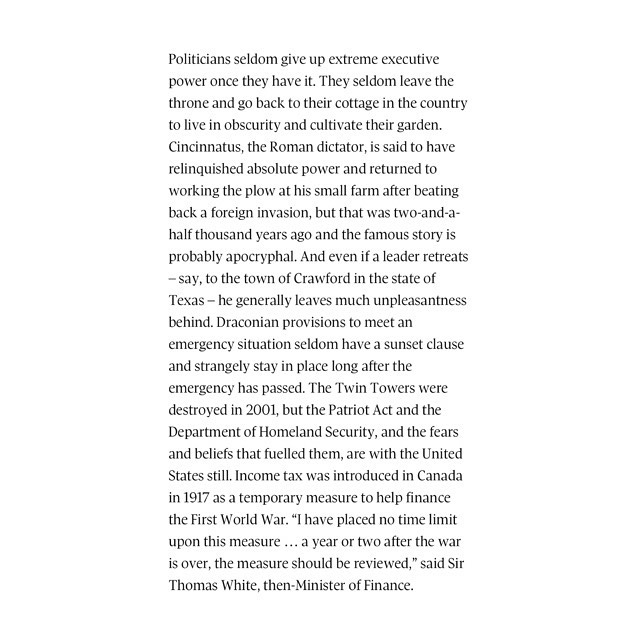 Politicians seldom give up extreme executive
power once they have it. They seldom leave the
throne and go back to their cottage in the country
to live in obscurity and cultivate their garden.
Cincinnatus, the Roman dictator, is said to have
relinquished absolute power and returned to
working the plow at his small farm after beating
back a foreign invasion, but that was two-and-a-
half thousand years ago and the famous story is
probably apocryphal. And even if a leader retreats
– say, to the town of Crawford in the state of
Texas – he generally leaves much unpleasantness
behind. Draconian provisions to meet an
emergency situation seldom have a sunset clause
and strangely stay in place long after the
emergency has passed. The Twin Towers were
destroyed in 2001, but the Patriot Act and the
Department of Homeland Security, and the fears
and beliefs that fuelled them, are with the United
States still. Income tax was introduced in Canada
in 1917 as a temporary measure to help finance
the First World War. “I have placed no time limit
upon this measure … a year or two after the war
is over, the measure should be reviewed,” said Sir
Thomas White, then-Minister of Finance.